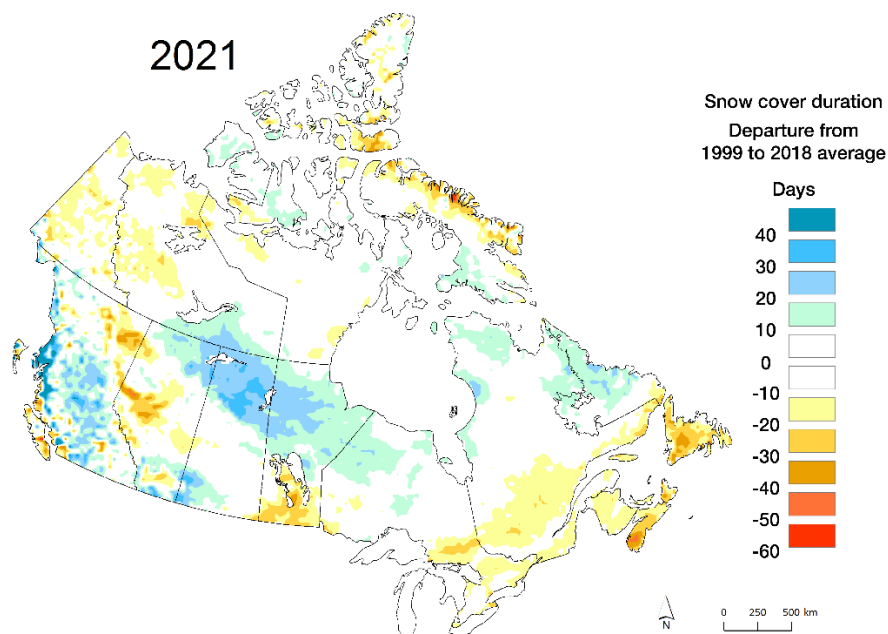 2021
Snow cover duration
Departure from
1999 to 2018 average
Days
40
30
20
10
0
-10
-20
-30
-40
-50
-60
N
0 250 500 km